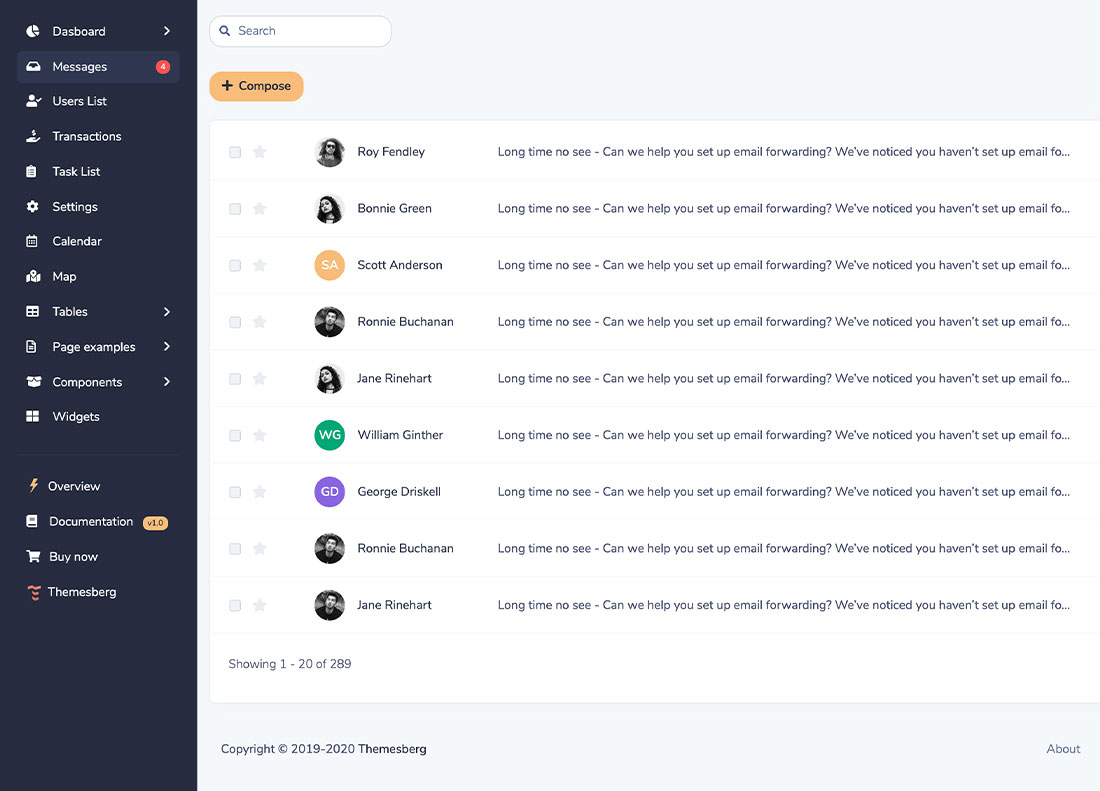 Dasboard
Messages 4
Users List
Transactions
Task List
Settings
Calendar
Map
Tables
Page examples
Components
Widgets
Overview
Documentation v1.0
Buy now
Themesberg
Search
Compose
Roy Fendley Long time no see - Can we help you set up email forwarding? We've noticed you haven't set up email fo...
Bonnie Green Long time no see - Can we help you set up email forwarding? We've noticed you haven't set up email fo...
SA Scott Anderson Long time no see - Can we help you set up email forwarding? We've noticed you haven't set up email fo...
Ronnie Buchanan Long time no see - Can we help you set up email forwarding? We've noticed you haven't set up email fo...
Jane Rinehart Long time no see - Can we help you set up email forwarding? We've noticed you haven't set up email fo...
WG William Ginther Long time no see - Can we help you set up email forwarding? We've noticed you haven't set up email fo...
GD George Driskell Long time no see - Can we help you set up email forwarding? We've noticed you haven't set up email fo...
Ronnie Buchanan Long time no see - Can we help you set up email forwarding? We've noticed you haven't set up email fo...
Jane Rinehart Long time no see - Can we help you set up email forwarding? We've noticed you haven't set up email fo...
Showing 1 - 20 of 289
Copyright © 2019-2020 Themesberg About